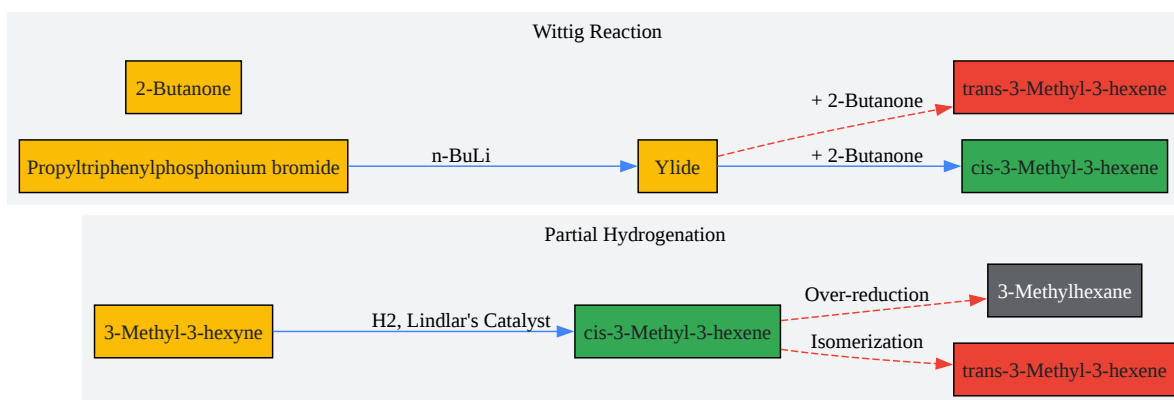 Wittig Reaction
2-Butanone
Propyltriphenylphosphonium bromide
n-BuLi
Ylide
+ 2-Butanone
trans-3-Methyl-3-hexene
+ 2-Butanone
cis-3-Methyl-3-hexene
Partial Hydrogenation
3-Methyl-3-hexyne
H2, Lindlar's Catalyst
cis-3-Methyl-3-hexene
Over-reduction
3-Methylhexane
Isomerization
trans-3-Methyl-3-hexene